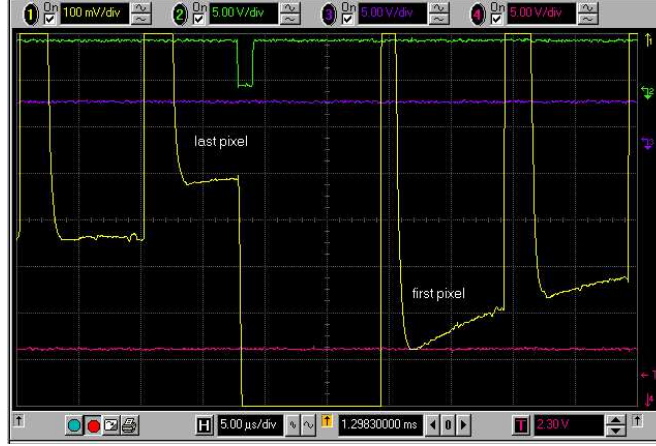 1 On 100 mV/div 2 On 5.00 V/div 3 On 5.00 V/div 4 On 5.00 V/div
last pixel
first pixel
H 5.00 µs/div 1.29830000 ms 0 T 2.30 V